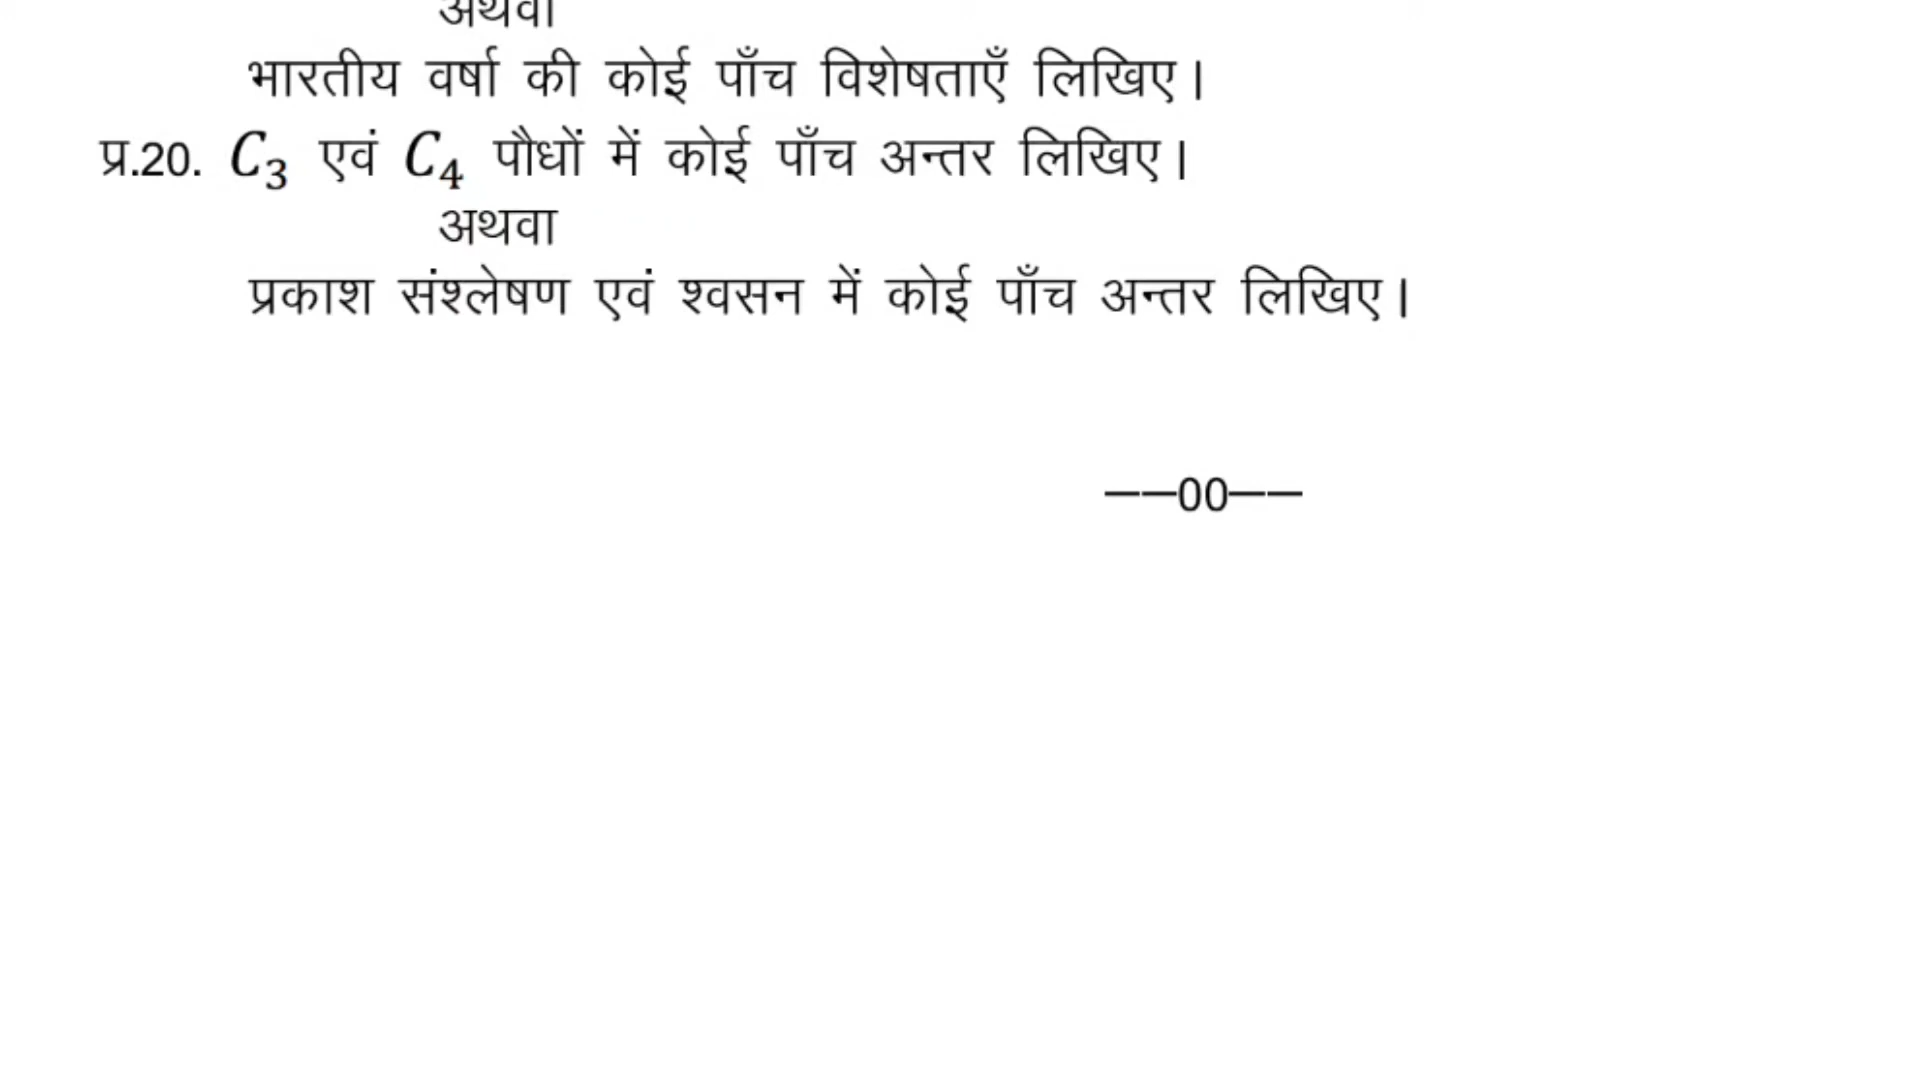 अथवा
भारतीय वर्षा की कोई पाँच विशेषताएँ लिखिए।
प्र.20. C₃ एवं C₄ पौधों में कोई पाँच अन्तर लिखिए।
अथवा
प्रकाश संश्लेषण एवं श्वसन में कोई पाँच अन्तर लिखिए।
——00——